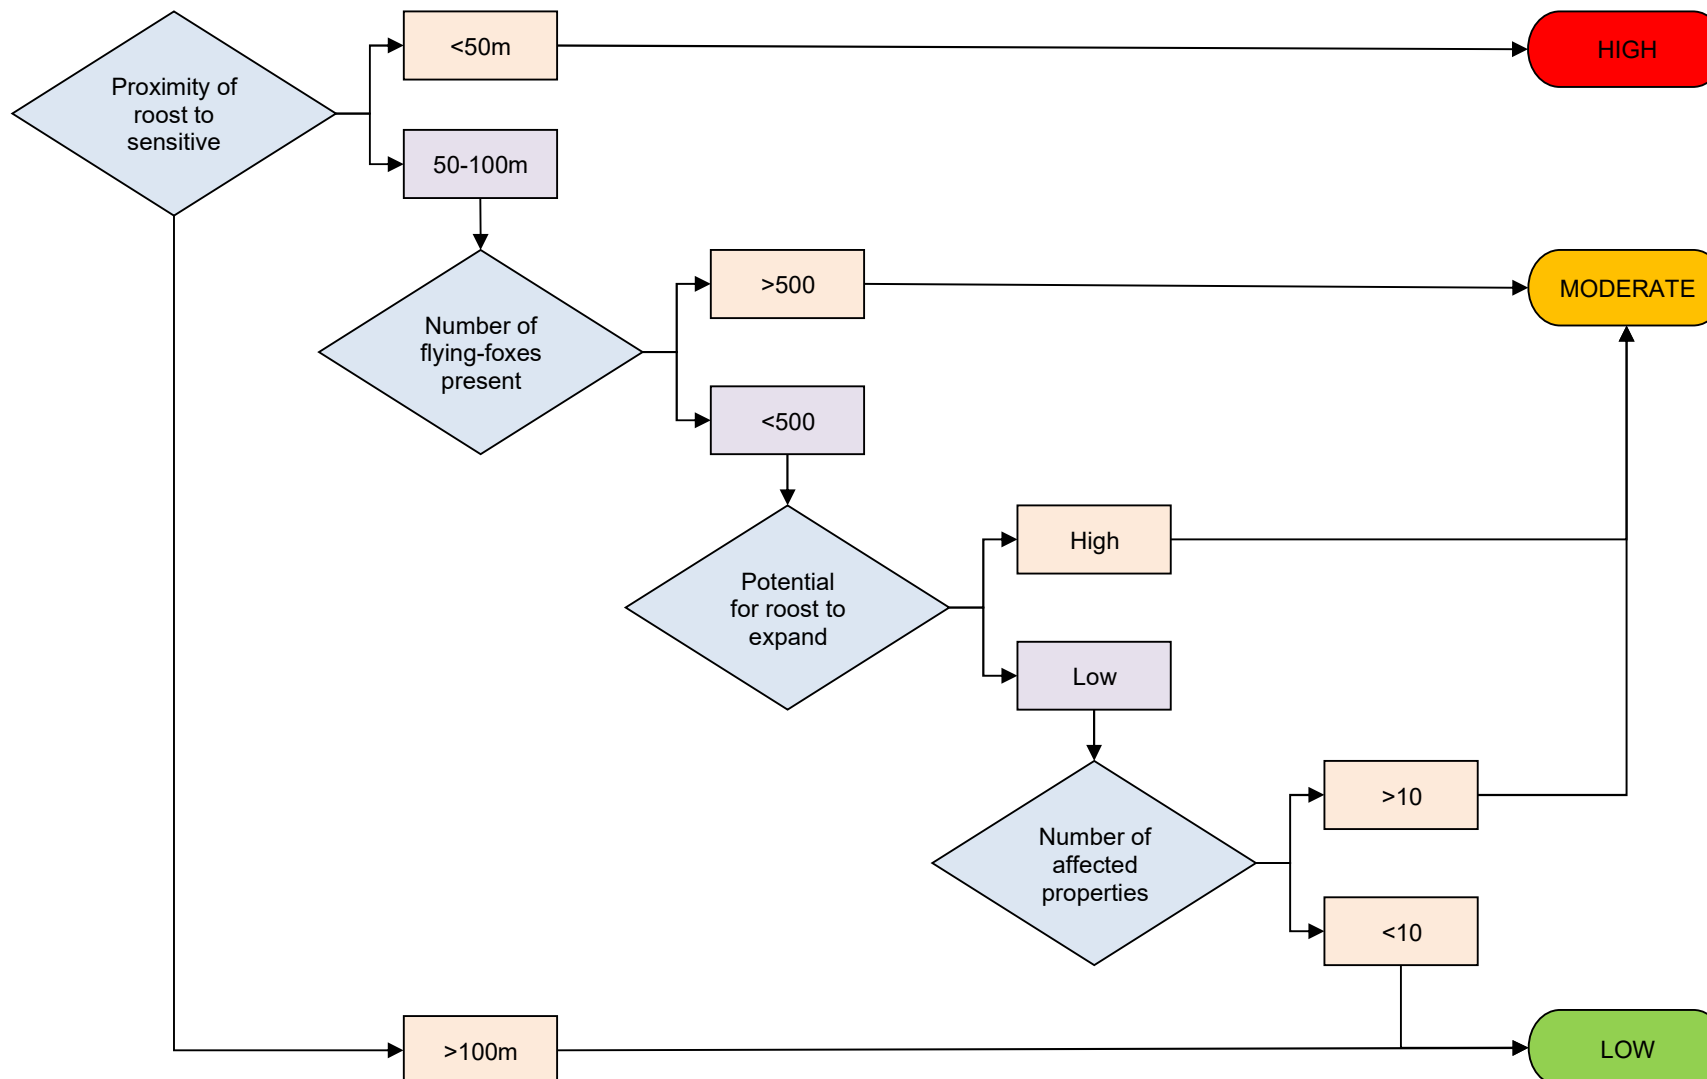 Proximity of
roost to
sensitive
<50m
HIGH
50-100m
Number of
flying-foxes
present
>500
MODERATE
<500
Potential
for roost to
expand
High
Low
Number of
affected
properties
>10
<10
>100m
LOW